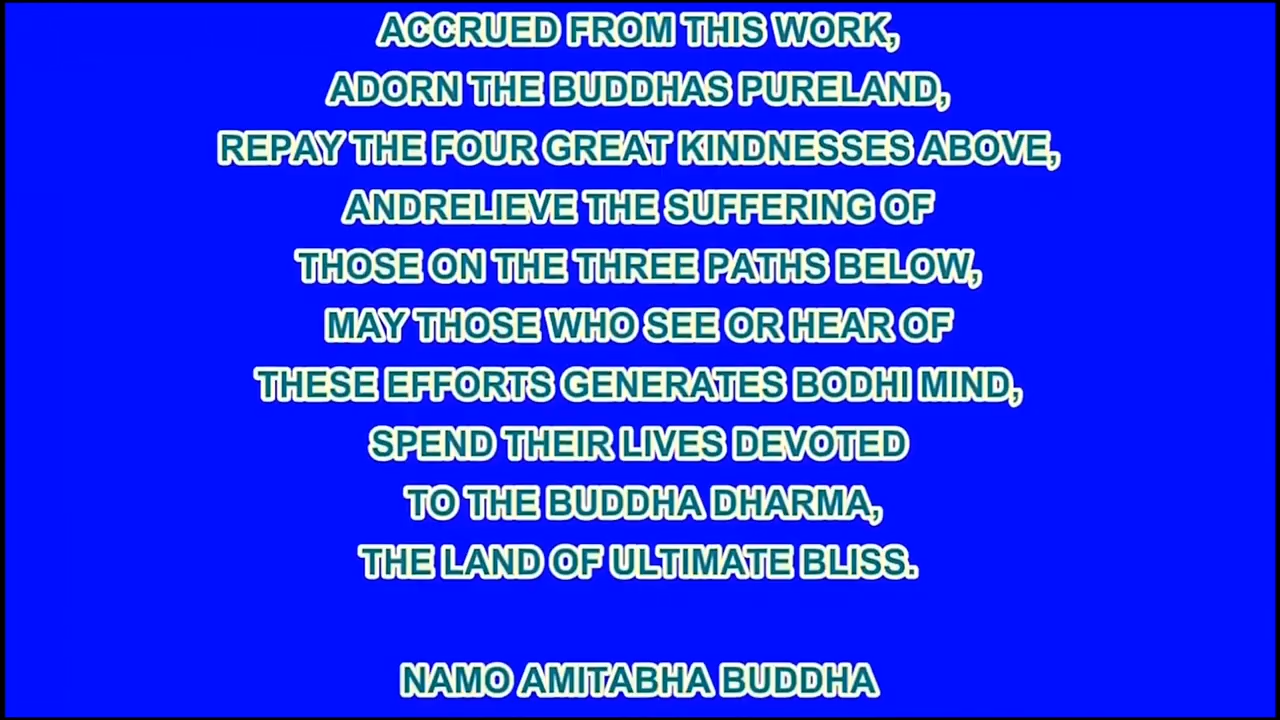 ACCRUED FROM THIS WORK,
ADORN THE BUDDHAS PURELAND,
REPAY THE FOUR GREAT KINDNESSES ABOVE,
ANDRELIEVE THE SUFFERING OF
THOSE ON THE THREE PATHS BELOW,
MAY THOSE WHO SEE OR HEAR OF
THESE EFFORTS GENERATES BODHI MIND,
SPEND THEIR LIVES DEVOTED
TO THE BUDDHA DHARMA,
THE LAND OF ULTIMATE BLISS.
NAMO AMITABHA BUDDHA